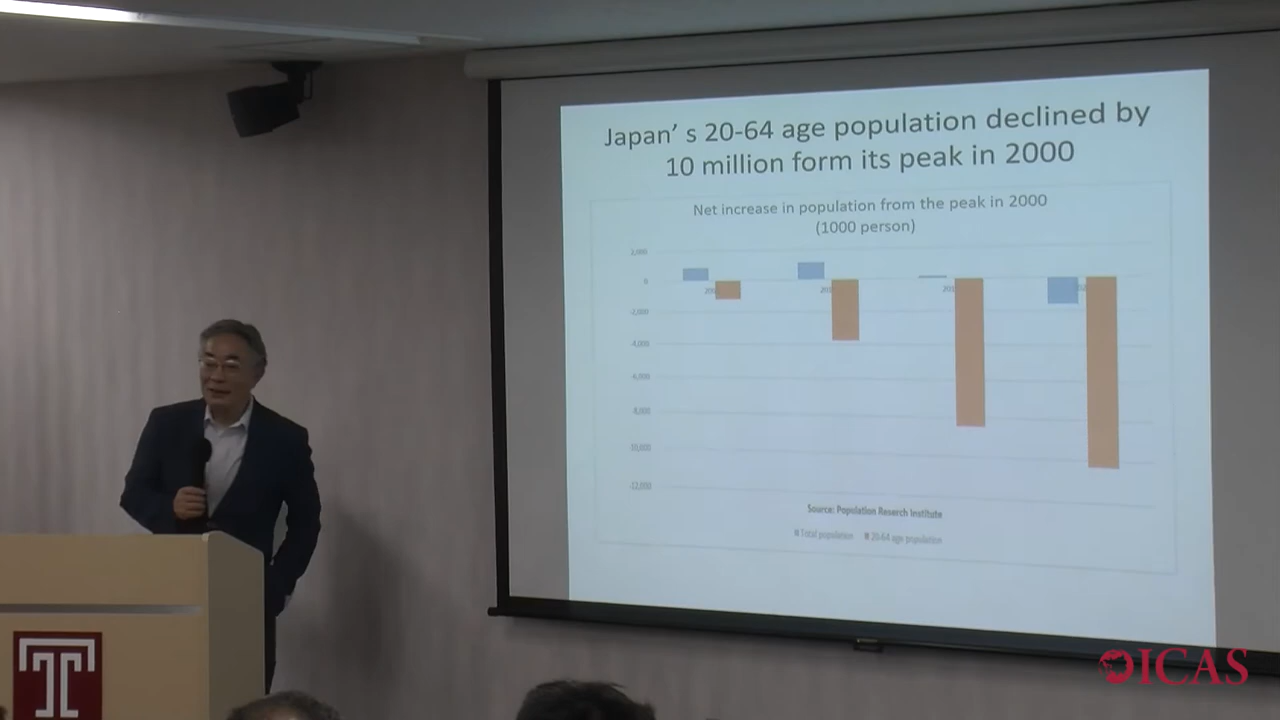 Japan's 20-64 age population declined by
10 million form its peak in 2000
Net increase in population from the peak in 2000
(1000 person)
2,000
0
-2,000
-4,000
-6,000
-8,000
-10,000
-12,000
Source: Population Reserch Institute
Total population 20-64 age population
T
ICAS